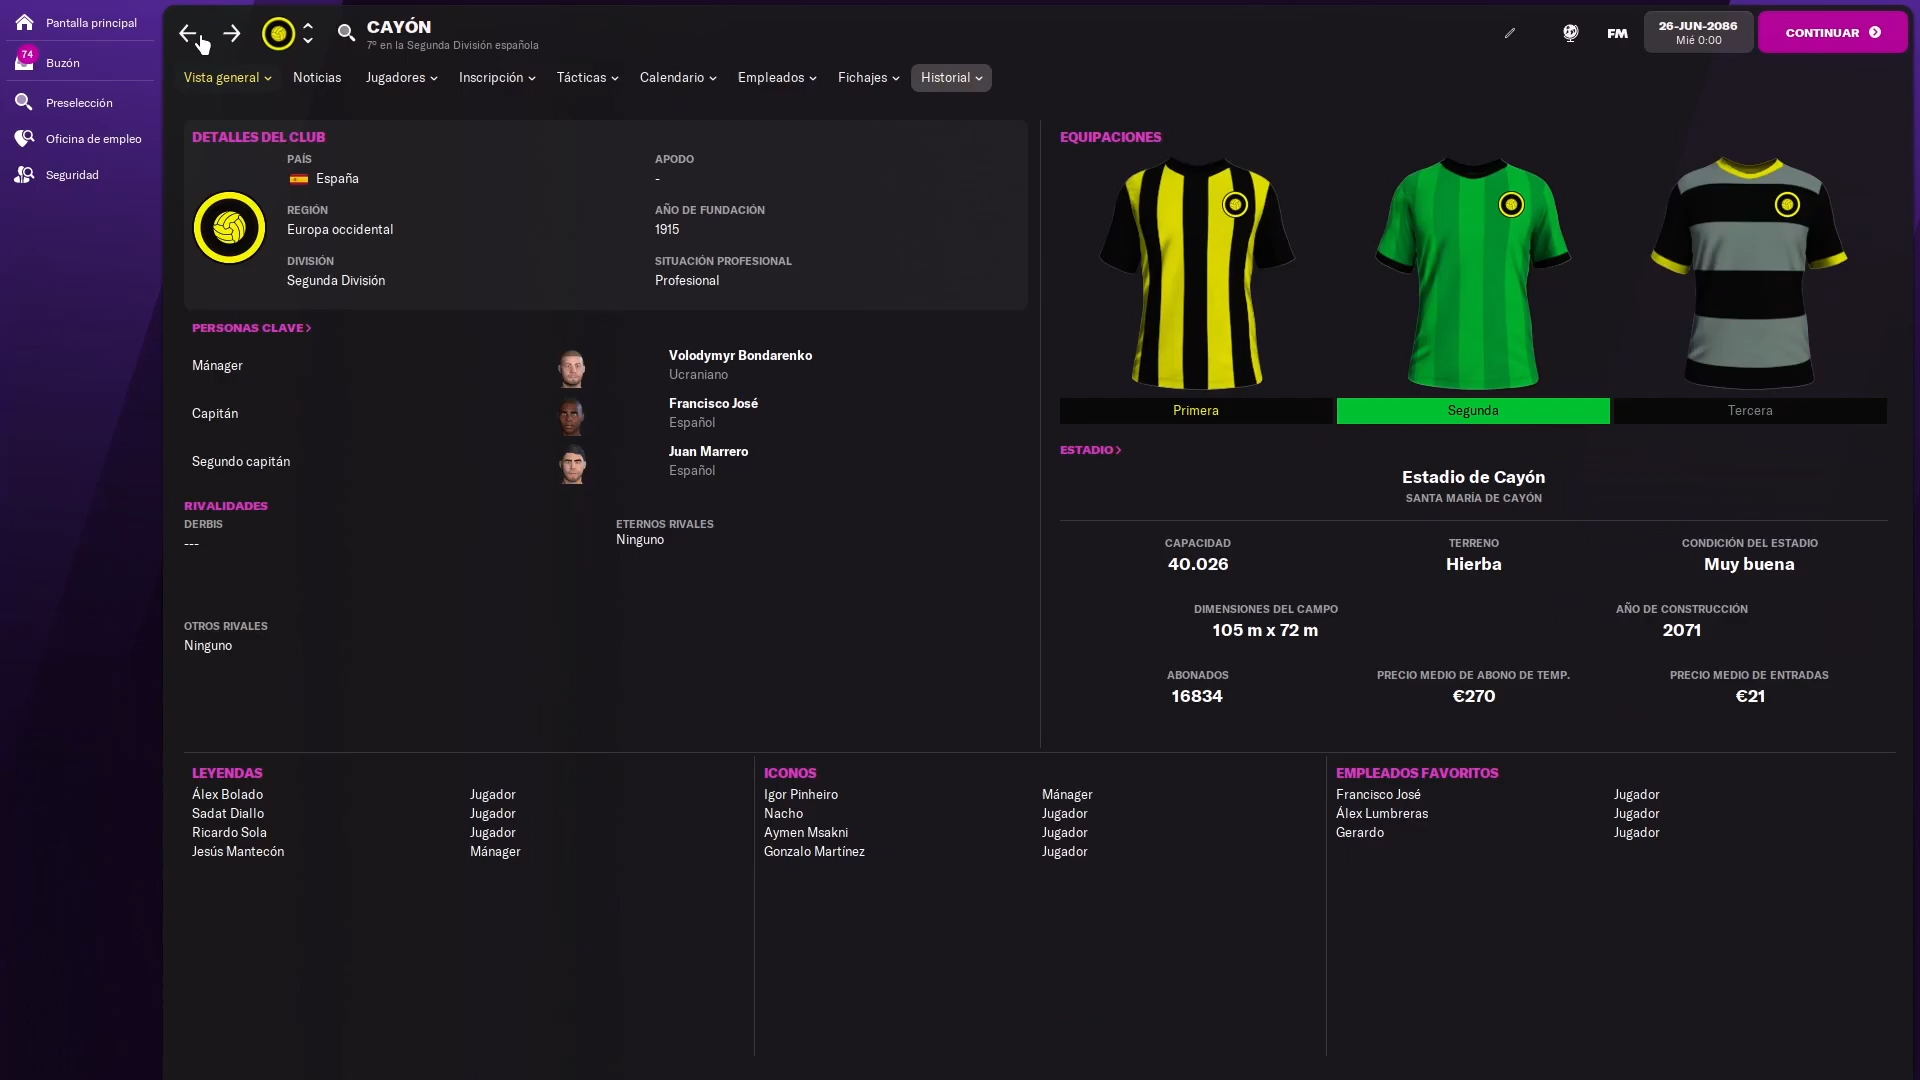 Pantalla principal
74
Buzón
Preselección
Oficina de empleo
Seguridad
CAYÓN
7º en la Segunda División española
FM
26-JUN-2086
Mié 0:00
CONTINUAR
Vista general
Noticias
Jugadores
Inscripción
Tácticas
Calendario
Empleados
Fichajes
Historial
DETALLES DEL CLUB
PAÍS
España
APODO
-
REGIÓN
Europa occidental
AÑO DE FUNDACIÓN
1915
DIVISIÓN
Segunda División
SITUACIÓN PROFESIONAL
Profesional
PERSONAS CLAVE
Mánager
Volodymyr Bondarenko
Ucraniano
Capitán
Francisco José
Español
Segundo capitán
Juan Marrero
Español
RIVALIDADES
DERBIS
---
ETERNOS RIVALES
Ninguno
OTROS RIVALES
Ninguno
EQUIPACIONES
Primera
Segunda
Tercera
ESTADIO
Estadio de Cayón
SANTA MARÍA DE CAYÓN
CAPACIDAD
40.026
TERRENO
Hierba
CONDICIÓN DEL ESTADIO
Muy buena
DIMENSIONES DEL CAMPO
105 m x 72 m
AÑO DE CONSTRUCCIÓN
2071
ABONADOS
16834
PRECIO MEDIO DE ABONO DE TEMP.
€270
PRECIO MEDIO DE ENTRADAS
€21
LEYENDAS
Álex Bolado Jugador
Sadat Diallo Jugador
Ricardo Sola Jugador
Jesús Mantecón Mánager
ICONOS
Igor Pinheiro Mánager
Nacho Jugador
Aymen Msakni Jugador
Gonzalo Martínez Jugador
EMPLEADOS FAVORITOS
Francisco José Jugador
Álex Lumbreras Jugador
Gerardo Jugador